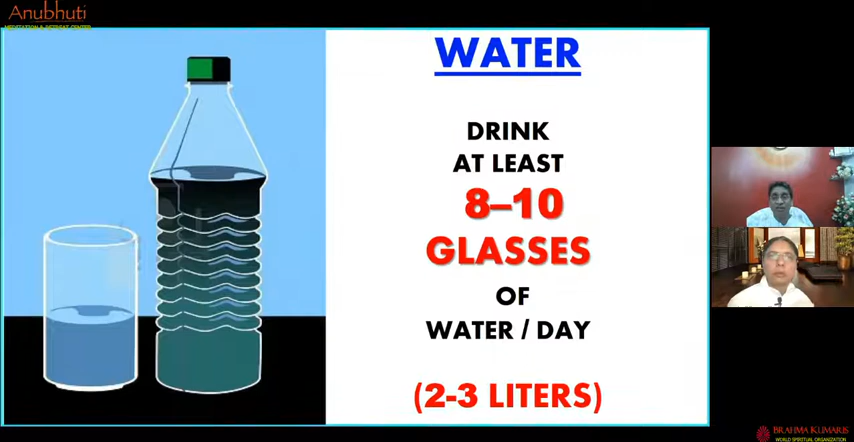 Anubhuti
MEDITATION & RETREAT CENTER
WATER
DRINK
AT LEAST
8–10
GLASSES
OF
WATER / DAY
(2-3 LITERS)
BRAHMA KUMARIS
WORLD SPIRITUAL ORGANIZATION